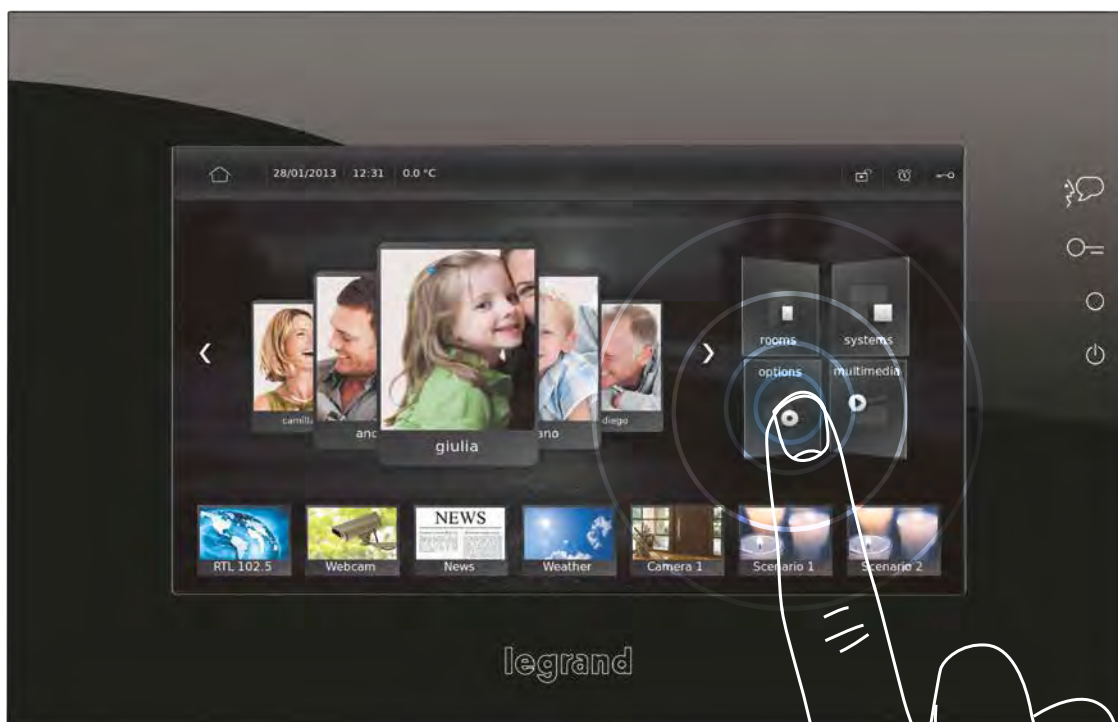 28/01/2013 12:31 0.0 °C
rooms systems
options multimedia
diego
giulia
NEWS
RTL 102.5 Webcam News Weather Camera 1 Scenario 1 Scenario 2
legrand